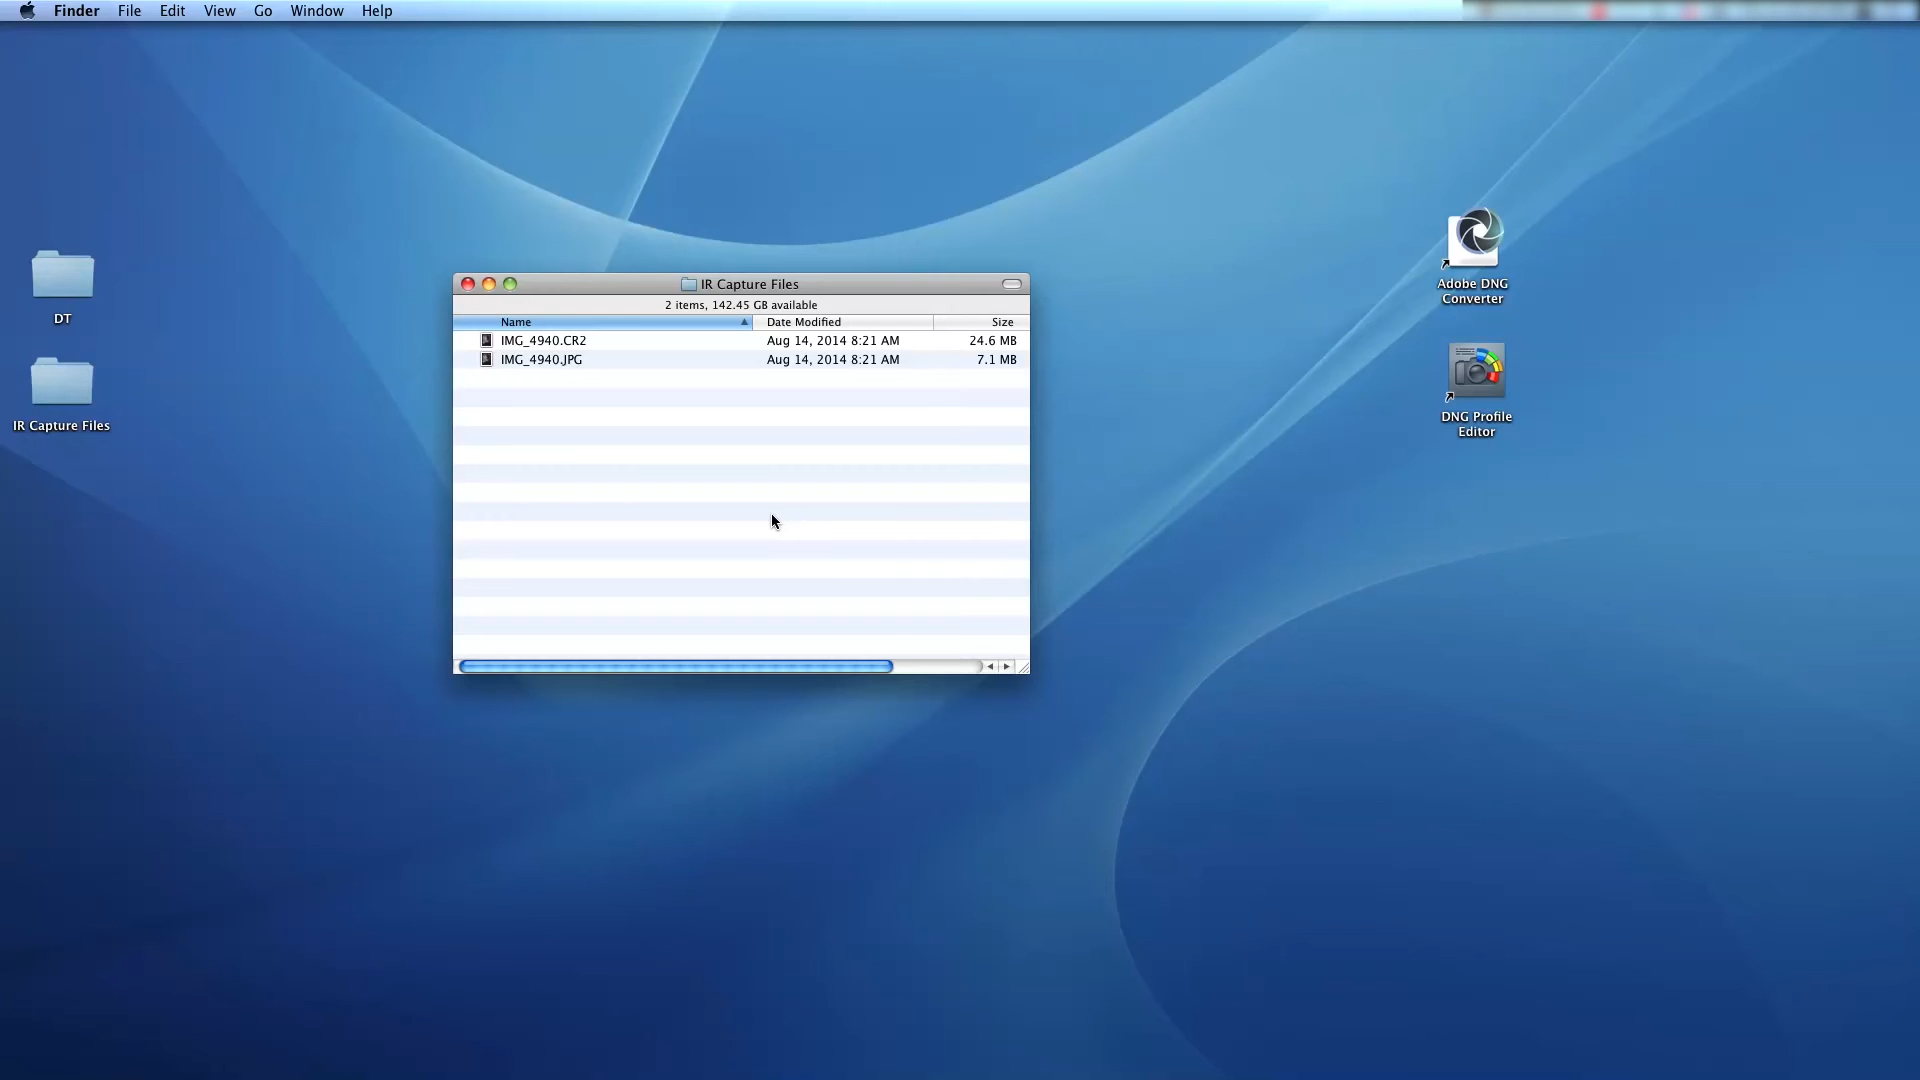 Finder File Edit View Go Window Help
IR Capture Files
2 items, 142.45 GB available
Name Date Modified Size
IMG_4940.CR2 Aug 14, 2014 8:21 AM 24.6 MB
IMG_4940.JPG Aug 14, 2014 8:21 AM 7.1 MB
DT
IR Capture Files
Adobe DNG
Converter
DNG Profile
Editor